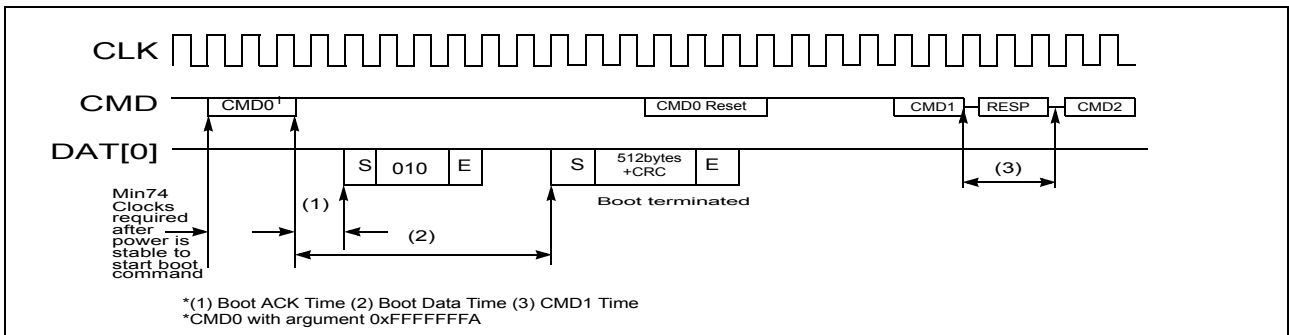 CLK
CMD
CMD0¹
CMD0 Reset
CMD1
RESP
CMD2
DAT[0]
S
010
E
S
512bytes
+CRC
E
(3)
Boot terminated
Min74
Clocks
required
after
power is
stable to
start boot
command
(1)
(2)
*(1) Boot ACK Time (2) Boot Data Time (3) CMD1 Time
*CMD0 with argument 0xFFFFFFFA